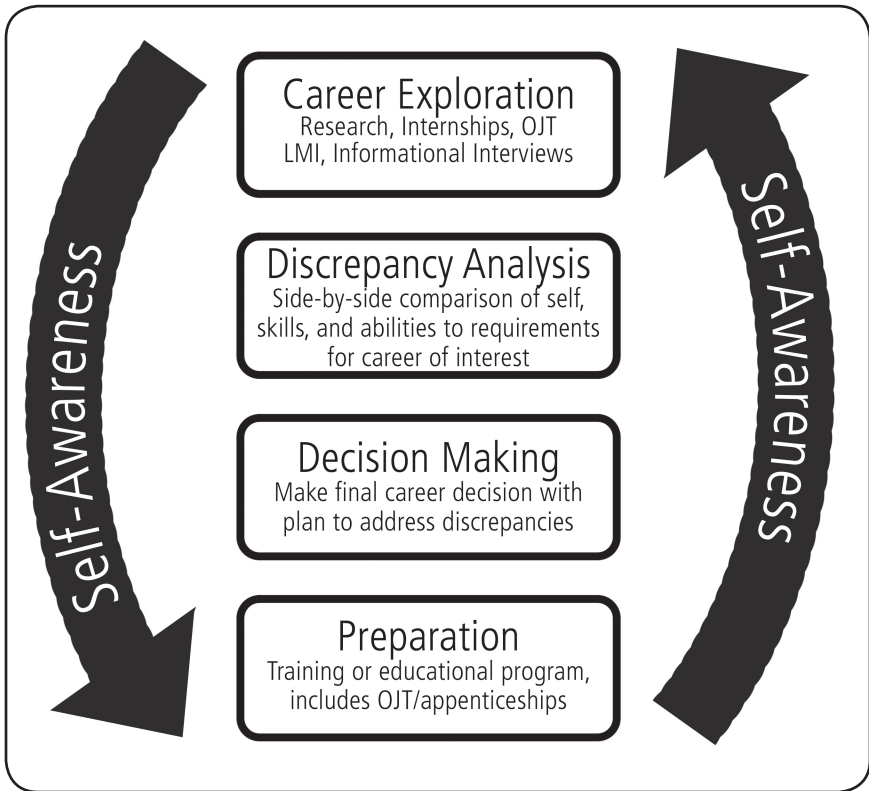 Self-Awareness
Career Exploration
Research, Internships, OJT
LMI, Informational Interviews
Discrepancy Analysis
Side-by-side comparison of self,
skills, and abilities to requirements
for career of interest
Decision Making
Make final career decision with
plan to address discrepancies
Preparation
Training or educational program,
includes OJT/appenticeships
Self-Awareness